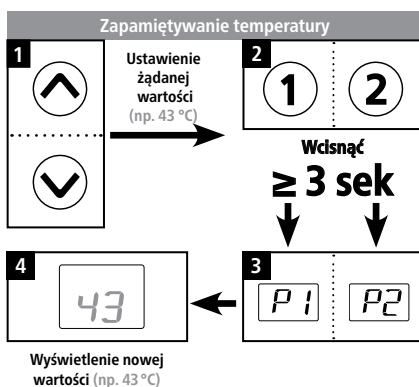 Zapamiętywanie temperatury
1
Ustawienie
żądanej
wartości
(np. 43 °C)
2
1 2
Wcisnąć
≥ 3 sek
3
P1 P2
4
43
Wyświetlenie nowej
wartości (np. 43 °C)